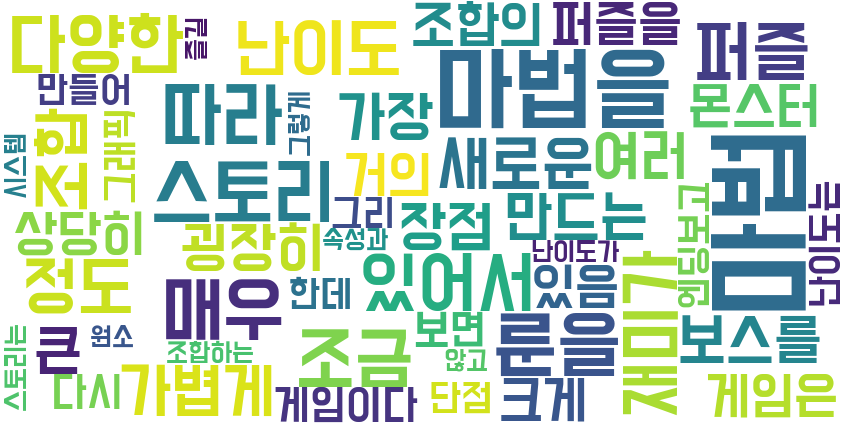 다양한
즐길
난이도
조합의
퍼즐을
퍼즐
만들어
마법을
몬스터
따라
가장
그렇게
시스템
조합
그래픽
스토리
거의
새로운
여러
마법
상당히
굉장히
그리
장점
만드는
엔딩보고
난이도는
속성과
난이도가
정도
매우
한데
있어서
있음
재미가
큰
원소
조금
보면
룬을
보스를
스토리는
조합하는
않고
다시
가볍게
게임이다
단점
크게
게임은